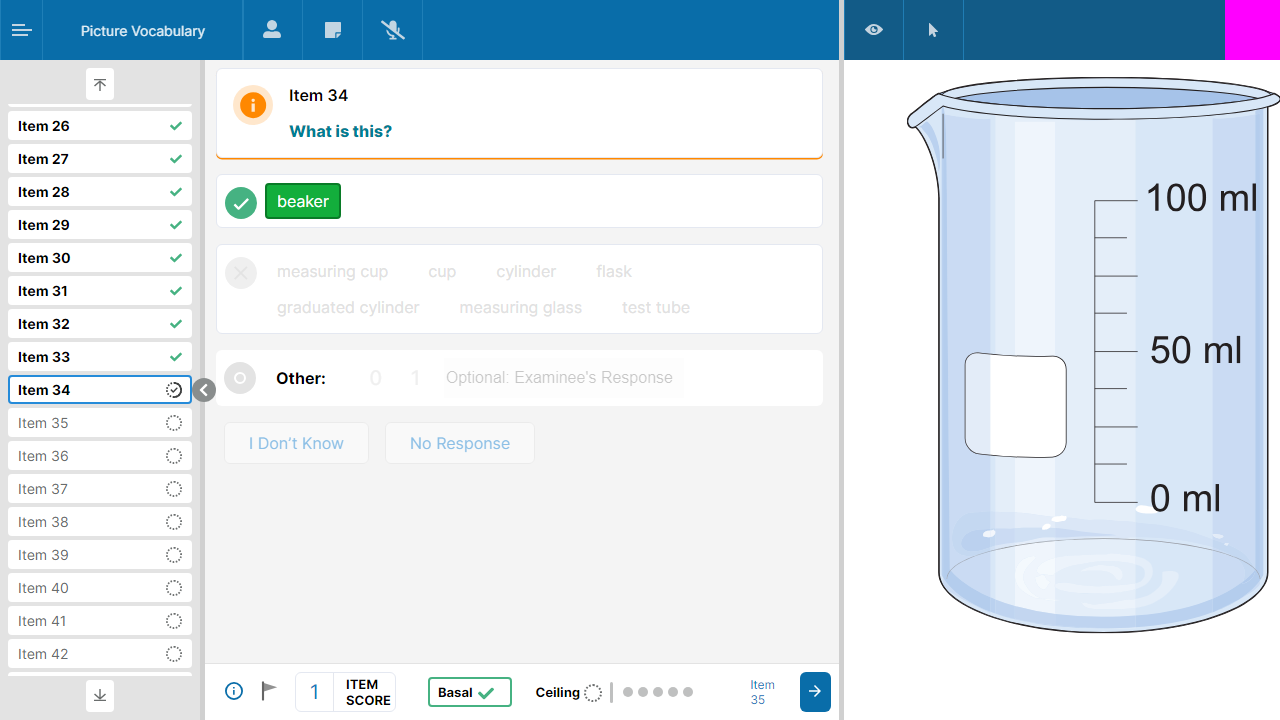 Picture Vocabulary
Item 26
Item 27
Item 28
Item 29
Item 30
Item 31
Item 32
Item 33
Item 34
Item 35
Item 36
Item 37
Item 38
Item 39
Item 40
Item 41
Item 42
Item 34
What is this?
beaker
measuring cup cup cylinder flask
graduated cylinder measuring glass test tube
Other: 0 1 Optional: Examinee's Response
I Don't Know No Response
1 ITEM SCORE
Basal
Ceiling
Item 35
100 ml
50 ml
0 ml